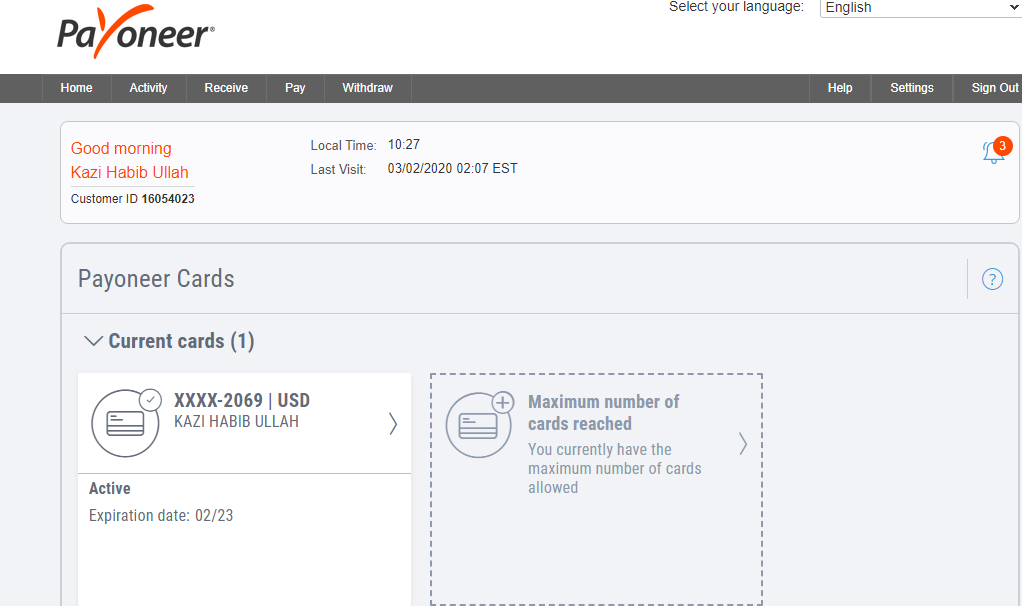 Select your language: English
Payoneer®
Home Activity Receive Pay Withdraw Help Settings Sign Out
Good morning
Kazi Habib Ullah
Customer ID 16054023
Local Time: 10:27
Last Visit: 03/02/2020 02:07 EST
3
Payoneer Cards
?
Current cards (1)
XXXX-2069 | USD
KAZI HABIB ULLAH
Active
Expiration date: 02/23
Maximum number of
cards reached
You currently have the
maximum number of cards
allowed